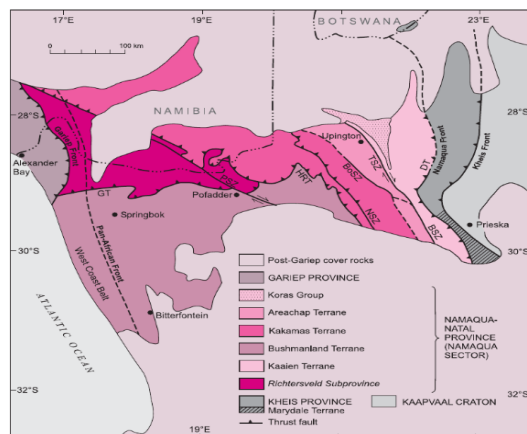 17°E
19°E
BOTSWANA
23°E
0
100 km
NAMIBIA
28°S
28°S
Gariep Front
Alexander
Bay
Upington
TSZ
BoSZ
DT
Namaqua Front
Kheis Front
GT
Pofadder
HRT
NSZ
BSZ
Prieska
Springbok
30°S
30°S
Pan-African Front
West Coast Belt
Bitterfontein
ATLANTIC OCEAN
32°S
32°S
19°E
Post-Gariep cover rocks
GARIEP PROVINCE
Koras Group
Areachap Terrane
Kakamas Terrane
Bushmanland Terrane
Kaaien Terrane
Richtersveld Subprovince
NAMAQUA-
NATAL
PROVINCE
(NAMAQUA
SECTOR)
KHEIS PROVINCE
KAAPVAAL CRATON
Marydale Terrane
Thrust fault